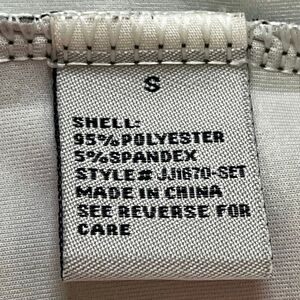 S
SHELL:
95%POLYESTER
5%SPANDEX
STYLE# JJ1670-SET
MADE IN CHINA
SEE REVERSE FOR
CARE